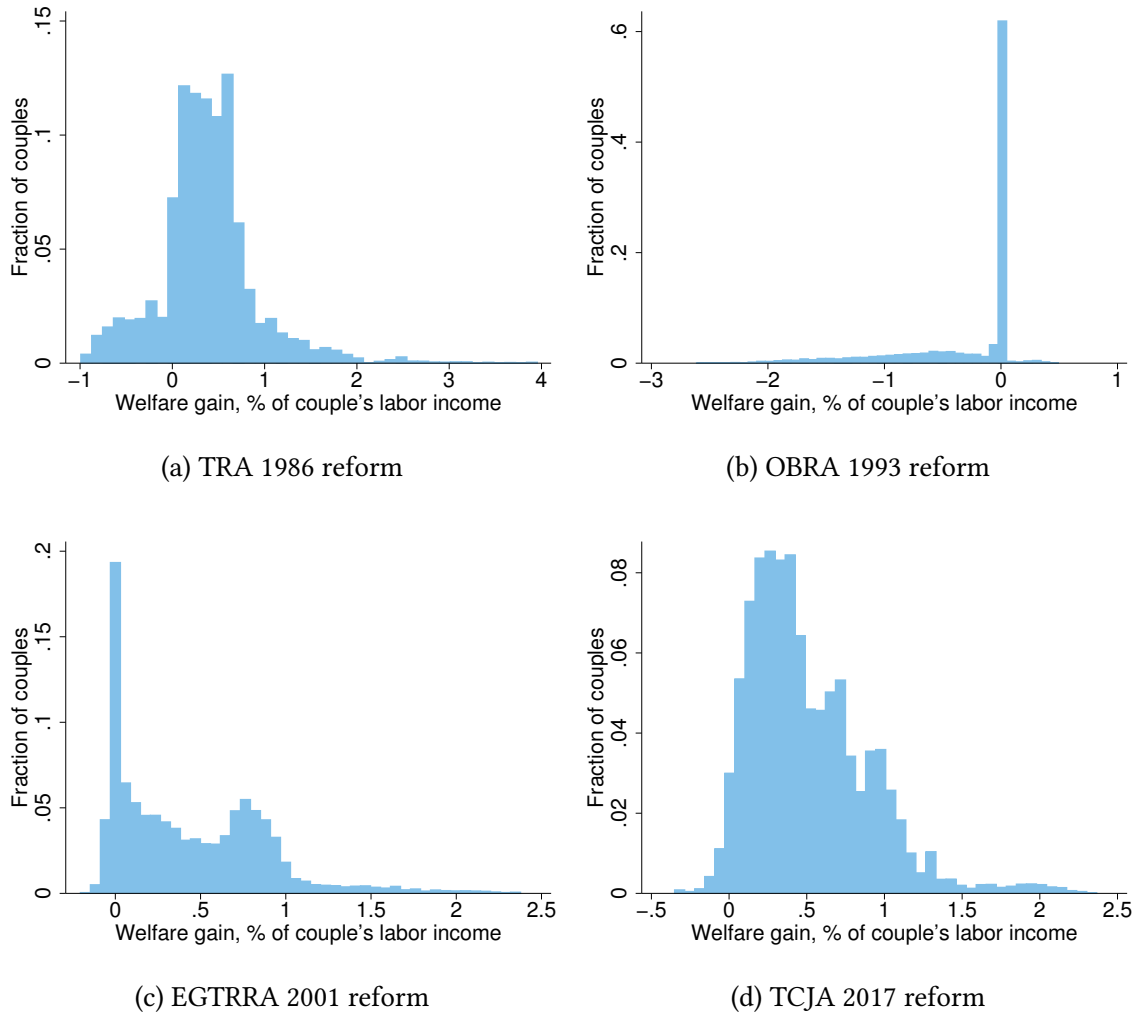 Fraction of couples
0 .05 .1 .15
−1 0 1 2 3 4
Welfare gain, % of couple's labor income
(a) TRA 1986 reform
Fraction of couples
0 .2 .4 .6
−3 −2 −1 0 1
Welfare gain, % of couple's labor income
(b) OBRA 1993 reform
Fraction of couples
0 .05 .1 .15 .2
0 .5 1 1.5 2 2.5
Welfare gain, % of couple's labor income
(c) EGTRRA 2001 reform
Fraction of couples
0 .02 .04 .06 .08
−.5 0 .5 1 1.5 2 2.5
Welfare gain, % of couple's labor income
(d) TCJA 2017 reform